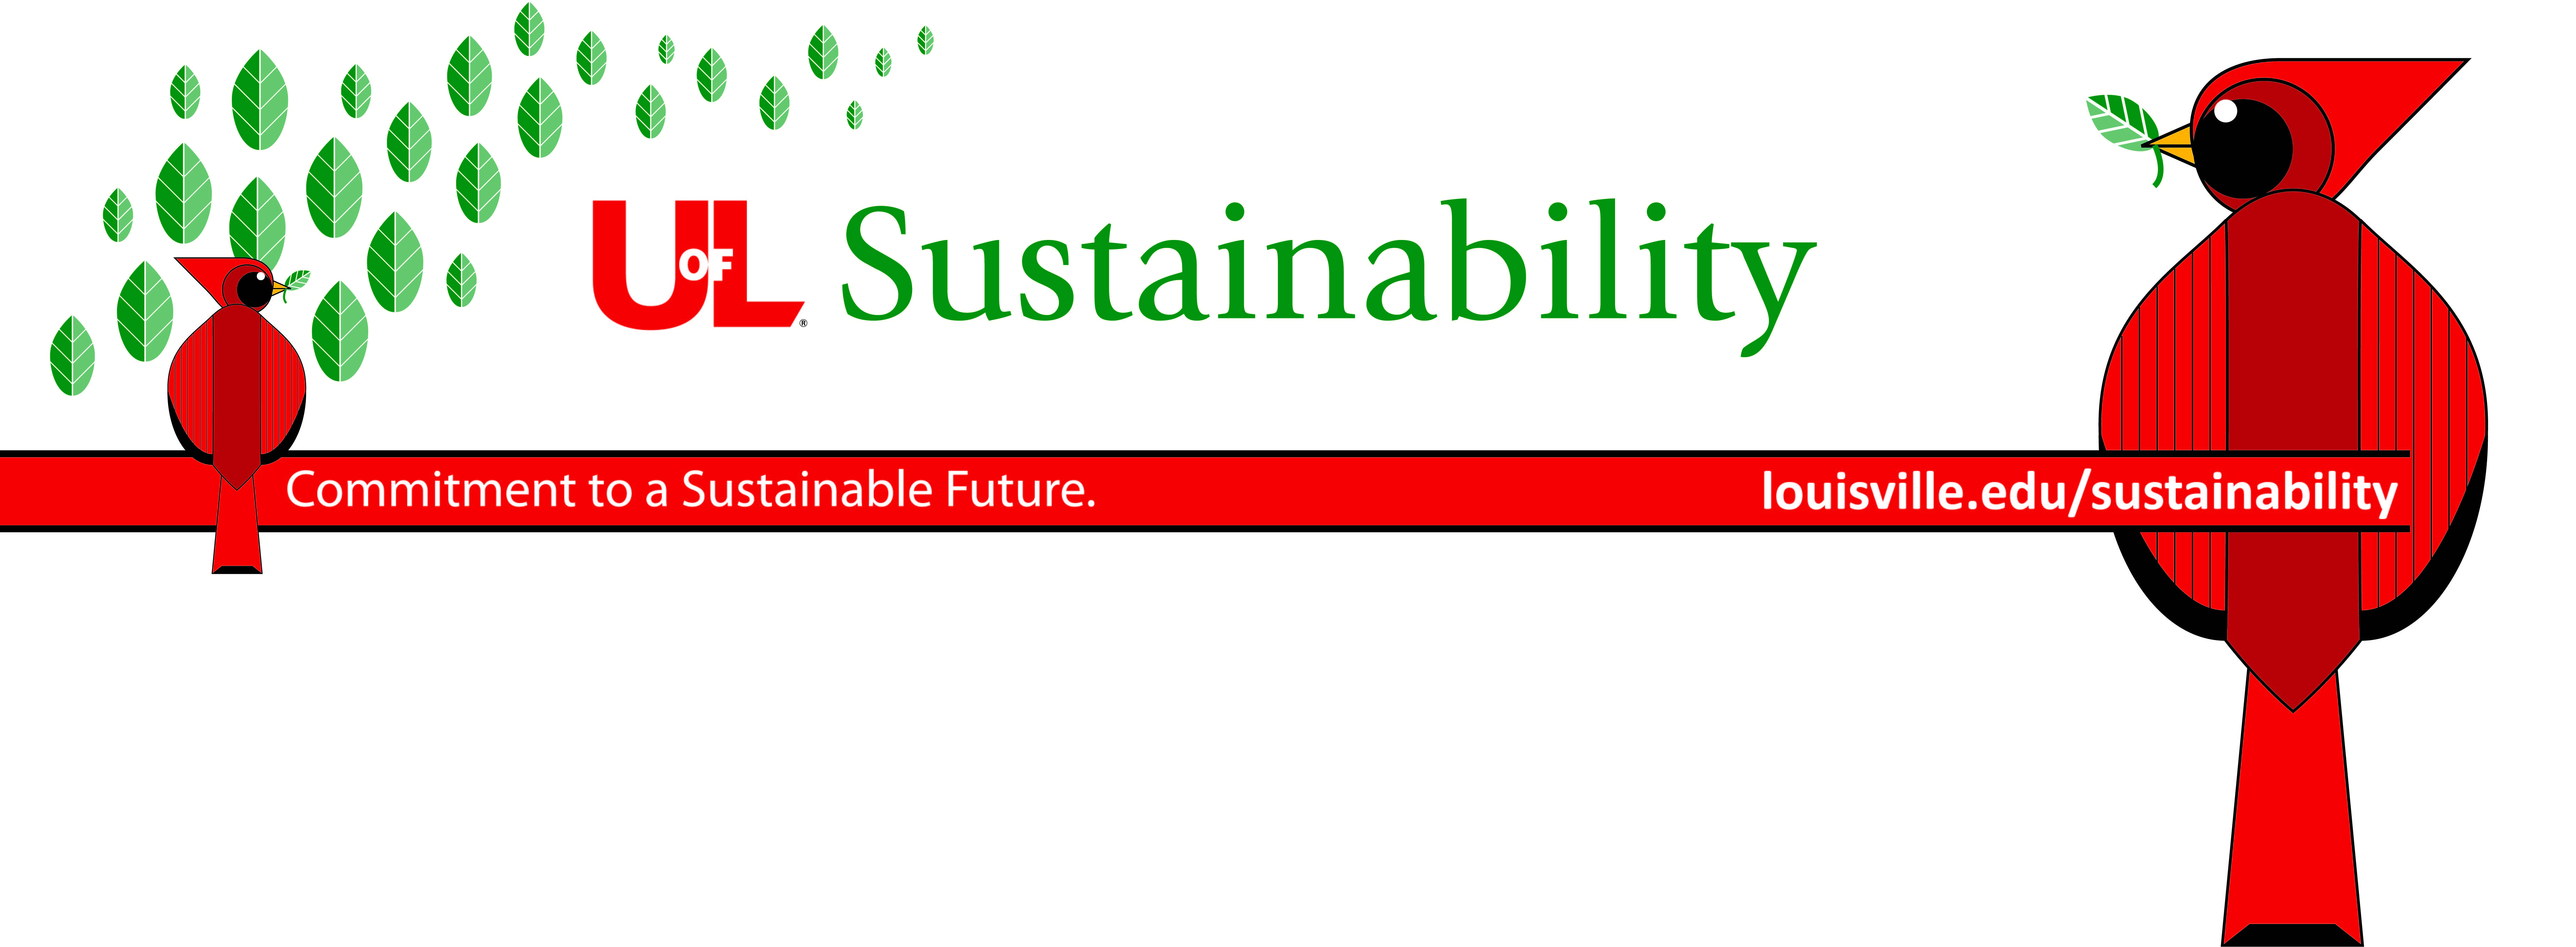 UofL® Sustainability
Commitment to a Sustainable Future.
louisville.edu/sustainability